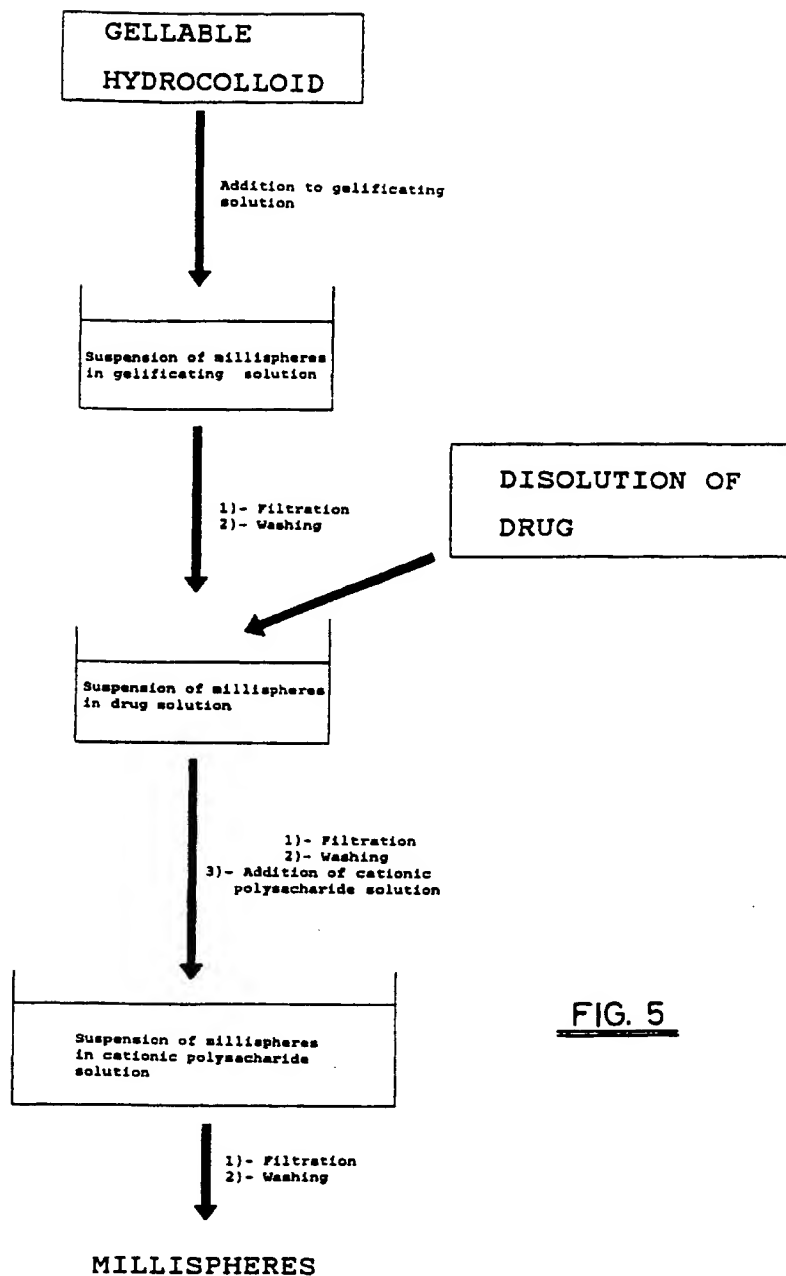 GELLABLE
HYDROCOLLOID
Addition to gelificating
solution
Suspension of millispheres
in gelificating solution
1)- Filtration
2)- Washing
DISOLUTION OF
DRUG
Suspension of millispheres
in drug solution
1)- Filtration
2)- Washing
3)- Addition of cationic
polysacharide solution
Suspension of millispheres
in cationic polysacharide
solution
FIG. 5
1)- Filtration
2)- Washing
MILLISPHERES